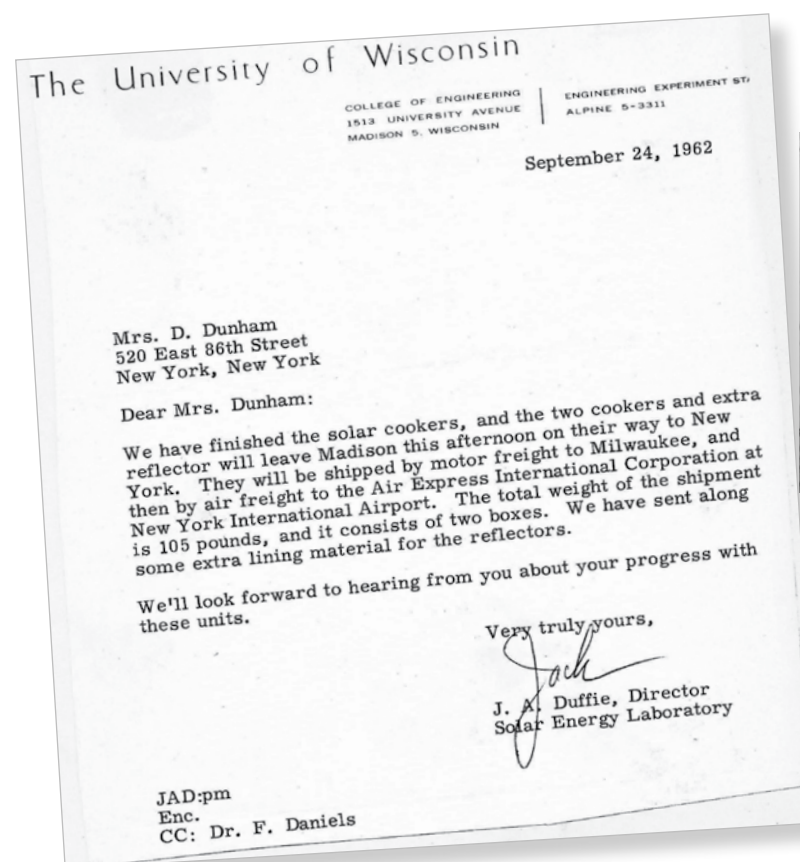 The University of Wisconsin
COLLEGE OF ENGINEERING
1513 UNIVERSITY AVENUE
MADISON 5, WISCONSIN
ENGINEERING EXPERIMENT STA
ALPINE 5-3311
September 24, 1962
Mrs. D. Dunham
520 East 86th Street
New York, New York
Dear Mrs. Dunham:
We have finished the solar cookers, and the two cookers and extra
reflector will leave Madison this afternoon on their way to New
York. They will be shipped by motor freight to Milwaukee, and
then by air freight to the Air Express International Corporation at
New York International Airport. The total weight of the shipment
is 105 pounds, and it consists of two boxes. We have sent along
some extra lining material for the reflectors.
We'll look forward to hearing from you about your progress with
these units.
Very truly yours,
Jack
J. A. Duffie, Director
Solar Energy Laboratory
JAD:pm
Enc.
CC: Dr. F. Daniels